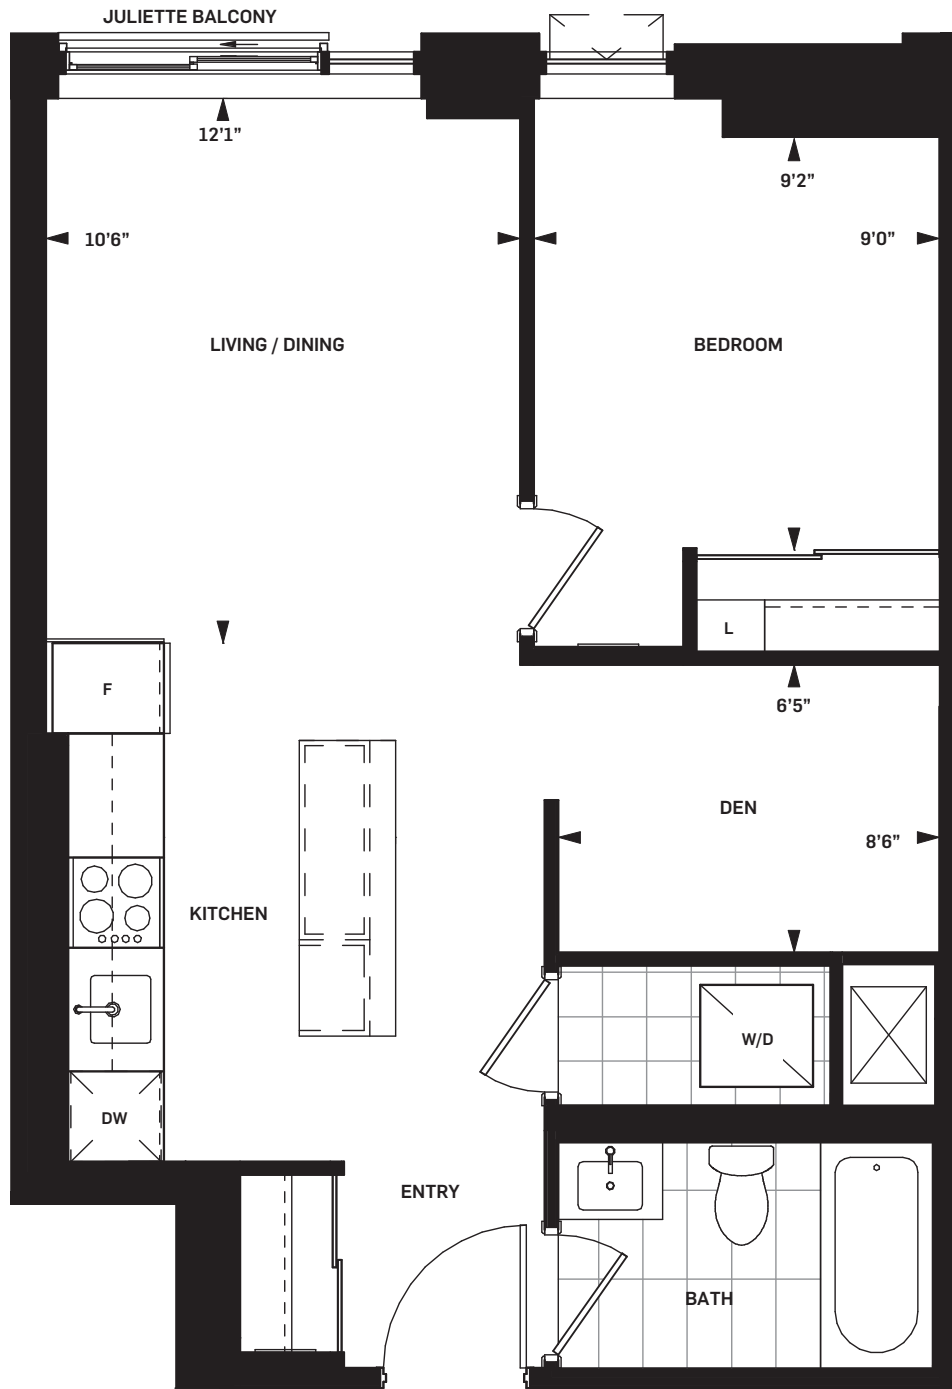 JULIETTE BALCONY
12'1”
9'2”
10'6”
9'0”
LIVING / DINING
BEDROOM
L
F
6'5”
DEN
8'6”
KITCHEN
W/D
DW
ENTRY
BATH